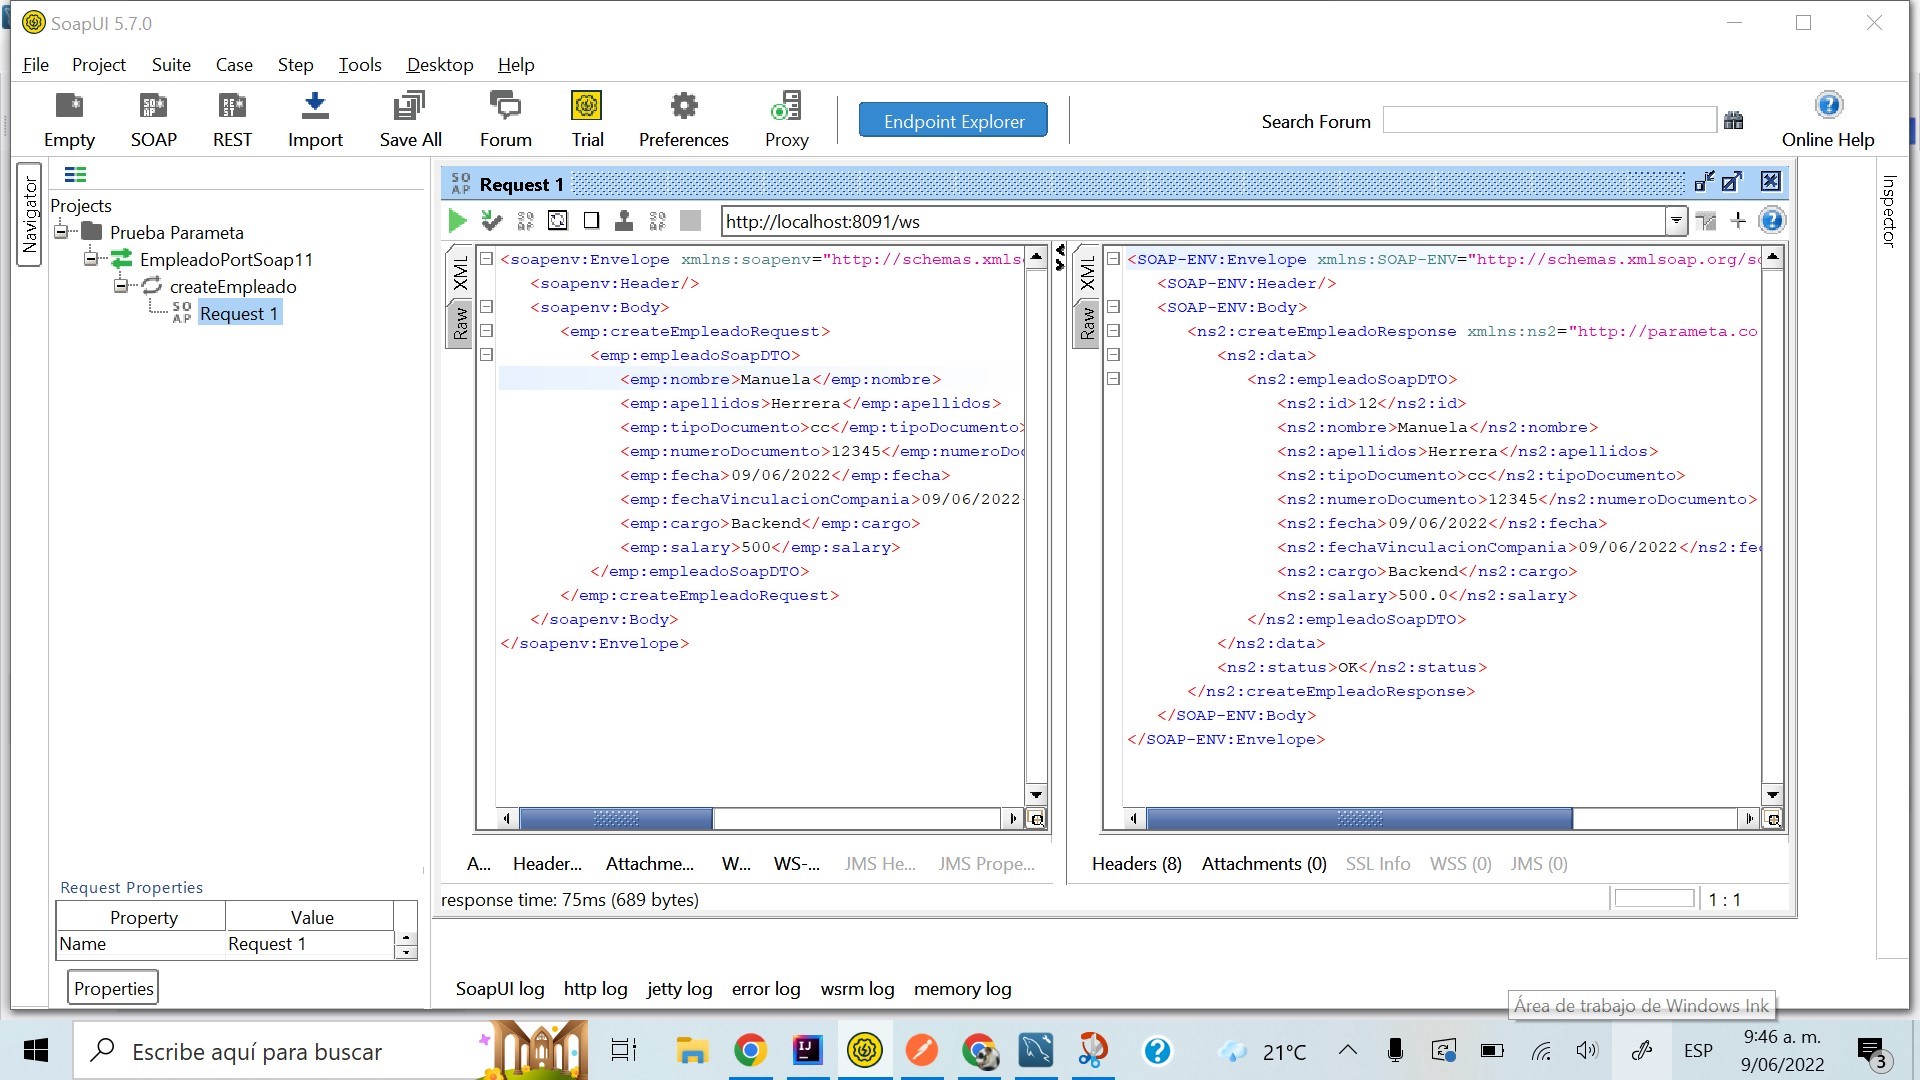 SoapUI 5.7.0
File Project Suite Case Step Tools Desktop Help
Empty SOAP REST Import Save All Forum Trial Preferences Proxy Endpoint Explorer Search Forum Online Help
Navigator
Projects
Prueba Parameta
EmpleadoPortSoap11
createEmpleado
SO AP Request 1
Request Properties
Property Value
Name Request 1
Properties
SO AP Request 1
http://localhost:8091/ws
XML
Raw
<soapenv:Envelope xmlns:soapenv="http://schemas.xmls
<soapenv:Header/>
<soapenv:Body>
<emp:createEmpleadoRequest>
<emp:empleadoSoapDTO>
<emp:nombre>Manuela</emp:nombre>
<emp:apellidos>Herrera</emp:apellidos>
<emp:tipoDocumento>cc</emp:tipoDocumento>
<emp:numeroDocumento>12345</emp:numeroDo
<emp:fecha>09/06/2022</emp:fecha>
<emp:fechaVinculacionCompania>09/06/2022
<emp:cargo>Backend</emp:cargo>
<emp:salary>500</emp:salary>
</emp:empleadoSoapDTO>
</emp:createEmpleadoRequest>
</soapenv:Body>
</soapenv:Envelope>
A... Header... Attachme... W... WS-... JMS He... JMS Prope...
XML
Raw
<SOAP-ENV:Envelope xmlns:SOAP-ENV="http://schemas.xmlsoap.org/so
<SOAP-ENV:Header/>
<SOAP-ENV:Body>
<ns2:createEmpleadoResponse xmlns:ns2="http://parameta.co
<ns2:data>
<ns2:empleadoSoapDTO>
<ns2:id>12</ns2:id>
<ns2:nombre>Manuela</ns2:nombre>
<ns2:apellidos>Herrera</ns2:apellidos>
<ns2:tipoDocumento>cc</ns2:tipoDocumento>
<ns2:numeroDocumento>12345</ns2:numeroDocumento>
<ns2:fecha>09/06/2022</ns2:fecha>
<ns2:fechaVinculacionCompania>09/06/2022</ns2:fe
<ns2:cargo>Backend</ns2:cargo>
<ns2:salary>500.0</ns2:salary>
</ns2:empleadoSoapDTO>
</ns2:data>
<ns2:status>OK</ns2:status>
</ns2:createEmpleadoResponse>
</SOAP-ENV:Body>
</SOAP-ENV:Envelope>
Headers (8) Attachments (0) SSL Info WSS (0) JMS (0)
response time: 75ms (689 bytes) 1 : 1
Inspector
SoapUI log http log jetty log error log wsrm log memory log
Área de trabajo de Windows Ink
Escribe aquí para buscar
21°C
ESP
9:46 a. m.
9/06/2022
3